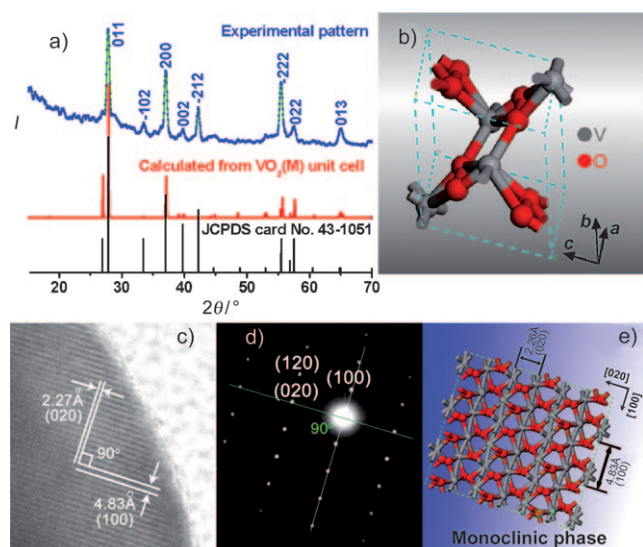 a)
Experimental pattern
011
-102
200
002
-212
222
022
013
I
Calculated from VO2(M) unit cell
JCPDS card No. 43-1051
20 30 40 50 60 70
2θ/°
b)
V
O
b
a
c
c)
2.27Å
(020)
90°
4.83Å
(100)
d)
(120)
(020) (100)
90°
e)
2.26Å
(020)
[020]
[100]
4.83Å
(100)
Monoclinic phase